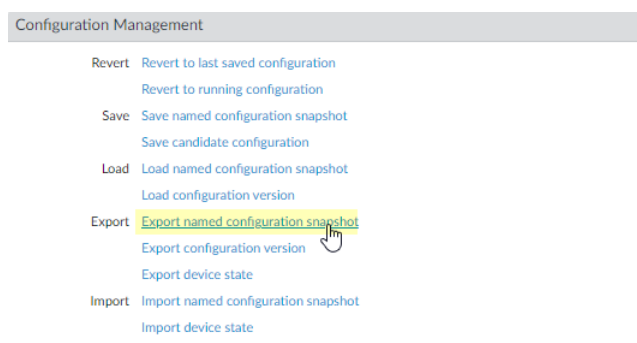 Configuration Management
Revert Revert to last saved configuration
Revert to running configuration
Save Save named configuration snapshot
Save candidate configuration
Load Load named configuration snapshot
Load configuration version
Export Export named configuration snapshot
Export configuration version
Export device state
Import Import named configuration snapshot
Import device state